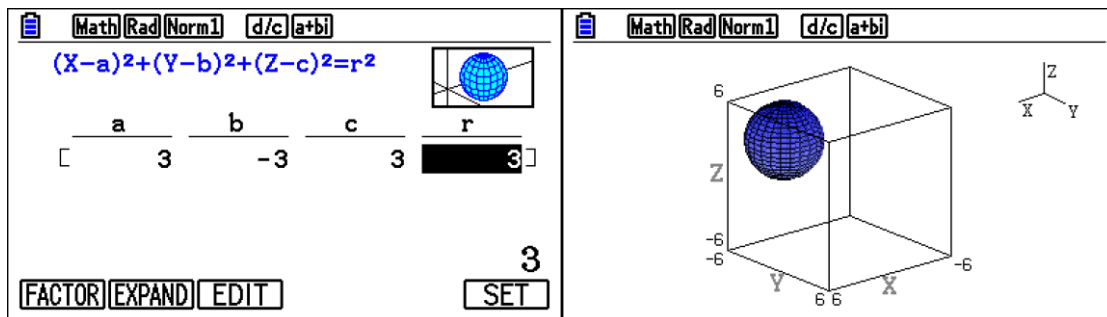 Math Rad Norm1 d/c a+bi
(X-a)²+(Y-b)²+(Z-c)²=r²
a b c r
[ 3 -3 3 3 ]
3
FACTOR EXPAND EDIT SET
Math Rad Norm1 d/c a+bi
Z
X Y
6
Z
-6
-6
-6
Y X
6 6